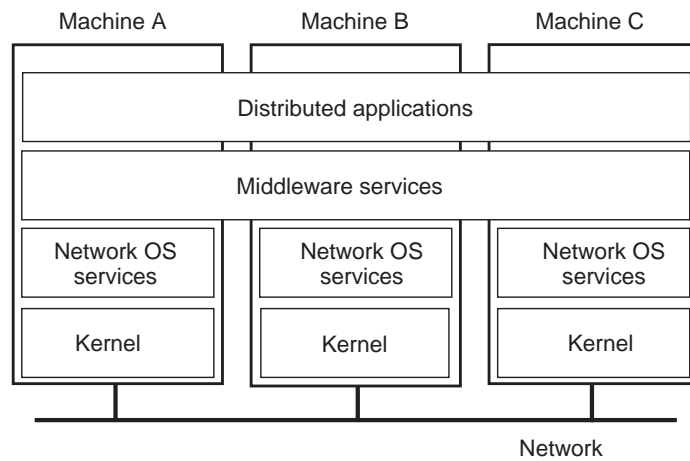 Machine A
Machine B
Machine C
Distributed applications
Middleware services
Network OS
services
Network OS
services
Network OS
services
Kernel
Kernel
Kernel
Network